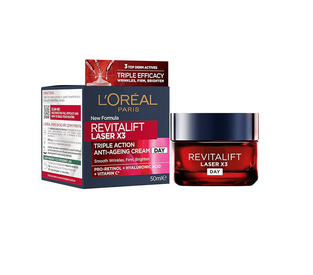 3 TOP DERM ACTIVES
TRIPLE EFFICACY
WRINKLES, FIRM, BRIGHTEN
L'ORÉAL
PARIS
New Formula
REVITALIFT
LASER X3
TRIPLE ACTION
ANTI-AGEING CREAM
DAY
Smooth Wrinkles, Firm, Brighten
PRO-RETINOL + HYALURONIC ACID
+ VITAMIN C*
50ml℮
REVITALIFT
LASER X3
DAY